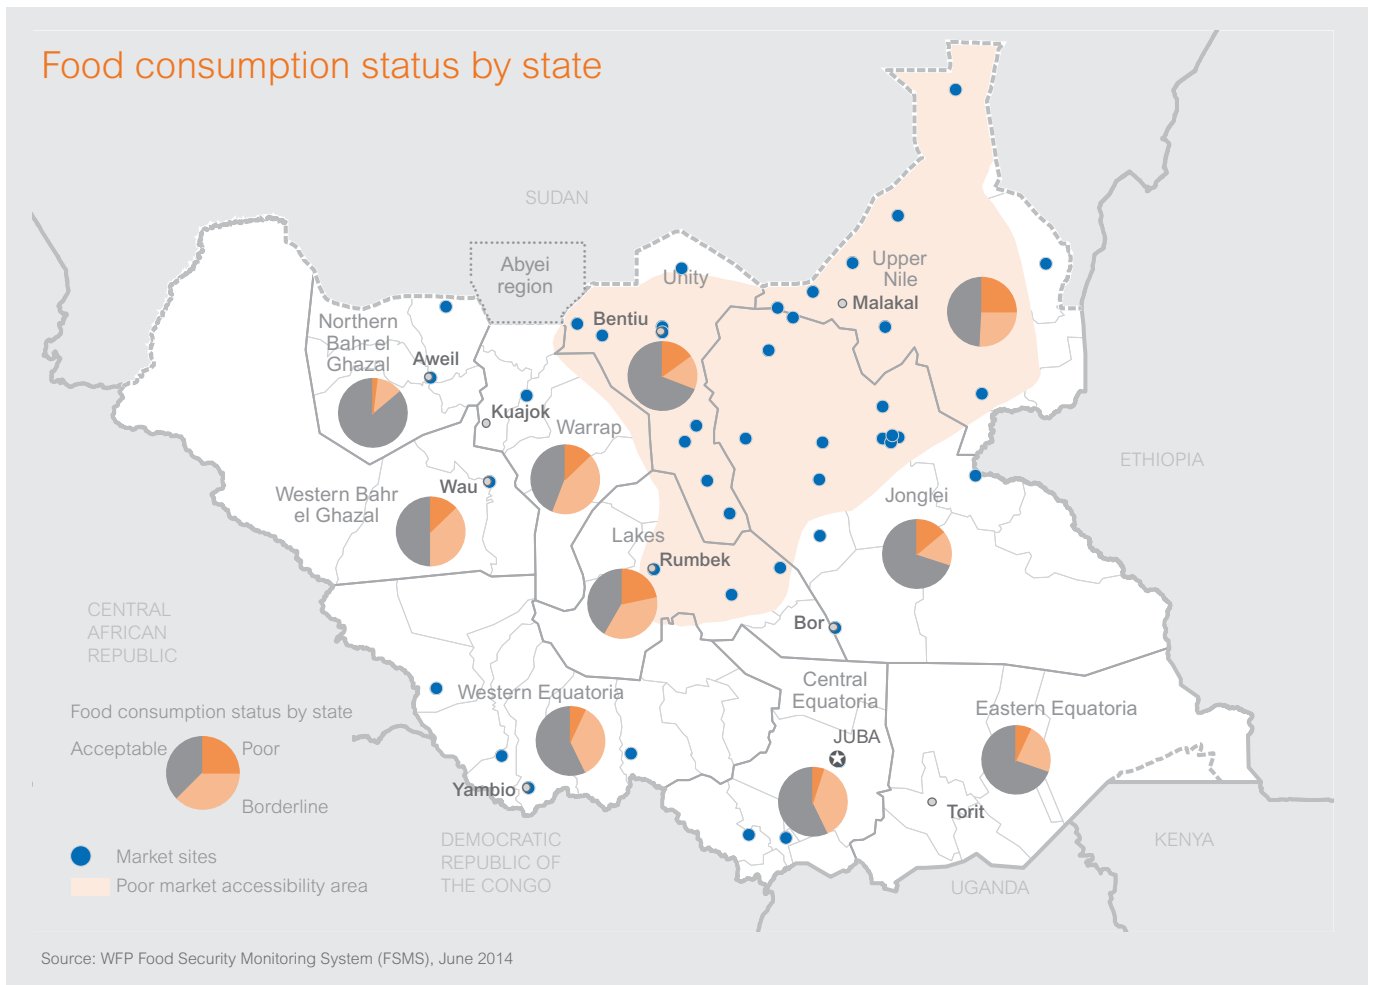 Food consumption status by state
SUDAN
Abyei
region
Unity
Upper
Nile
Malakal
Bentiu
Northern
Bahr el
Ghazal
Aweil
Kuajok
Warrap
ETHIOPIA
Western Bahr
el Ghazal
Wau
Jonglei
Lakes
Rumbek
Bor
CENTRAL
AFRICAN
REPUBLIC
Central
Equatoria
Western Equatoria
Eastern Equatoria
JUBA
Food consumption status by state
Acceptable
Poor
Borderline
Yambio
Torit
DEMOCRATIC
REPUBLIC OF
THE CONGO
KENYA
UGANDA
Market sites
Poor market accessibility area
Source: WFP Food Security Monitoring System (FSMS), June 2014